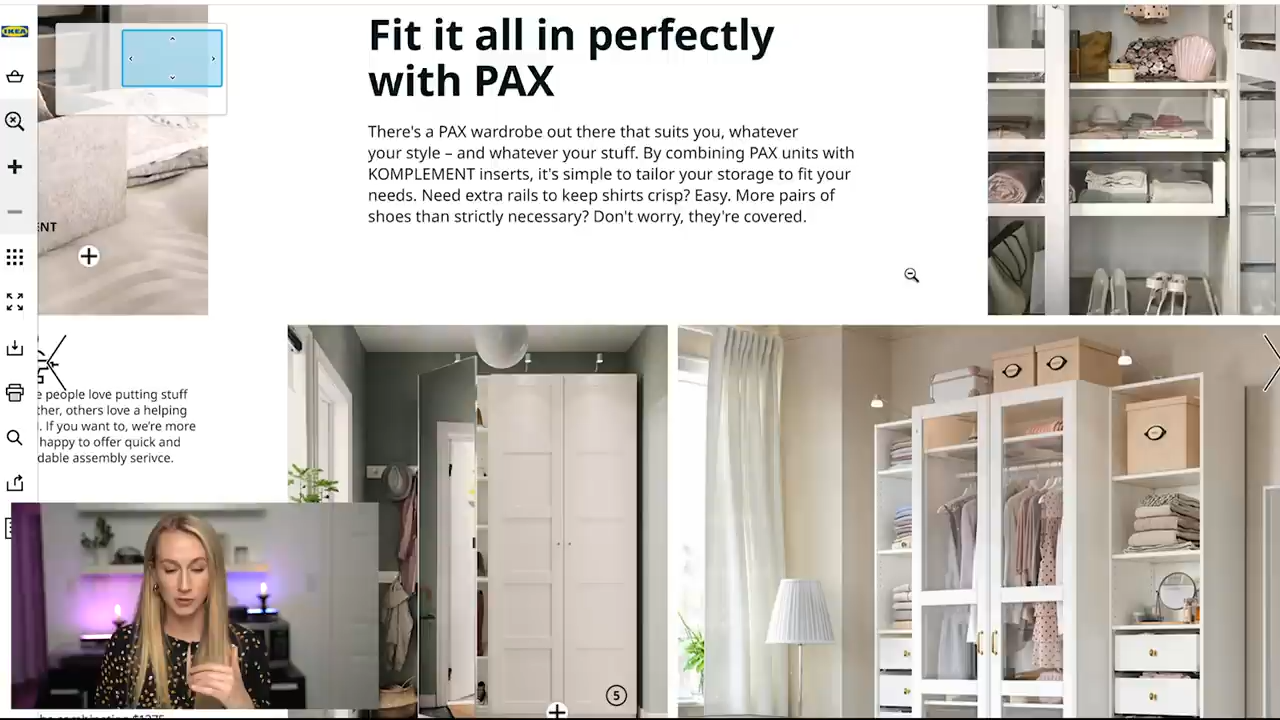 IKEA
Fit it all in perfectly
with PAX
There's a PAX wardrobe out there that suits you, whatever
your style – and whatever your stuff. By combining PAX units with
KOMPLEMENT inserts, it's simple to tailor your storage to fit your
needs. Need extra rails to keep shirts crisp? Easy. More pairs of
shoes than strictly necessary? Don't worry, they're covered.
ENT
e people love putting stuff
ther, others love a helping
. If you want to, we're more
happy to offer quick and
dable assembly serivce.
5